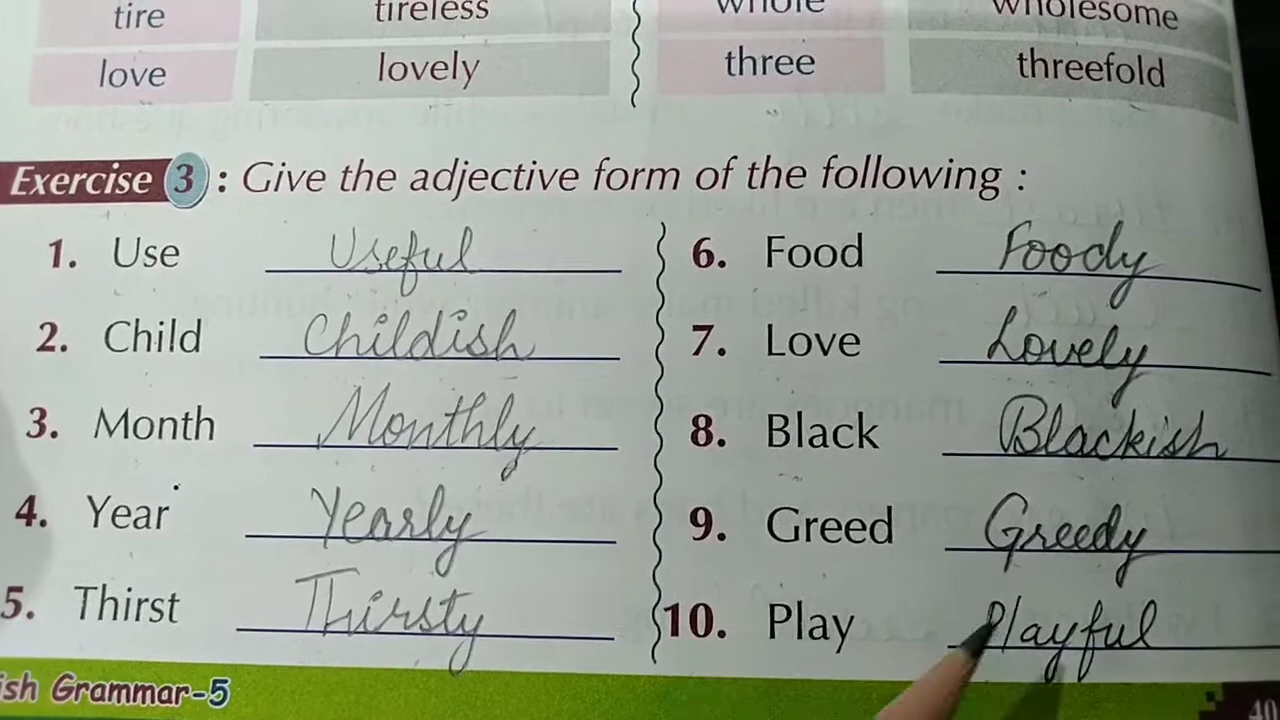 tire tireless whole wholesome
love lovely three threefold
Exercise 3 : Give the adjective form of the following :
1. Use Useful
2. Child Childish
3. Month Monthly
4. Year Yearly
5. Thirst Thirsty
6. Food Foody
7. Love Lovely
8. Black Blackish
9. Greed Greedy
10. Play Playful
ish Grammar-5
40